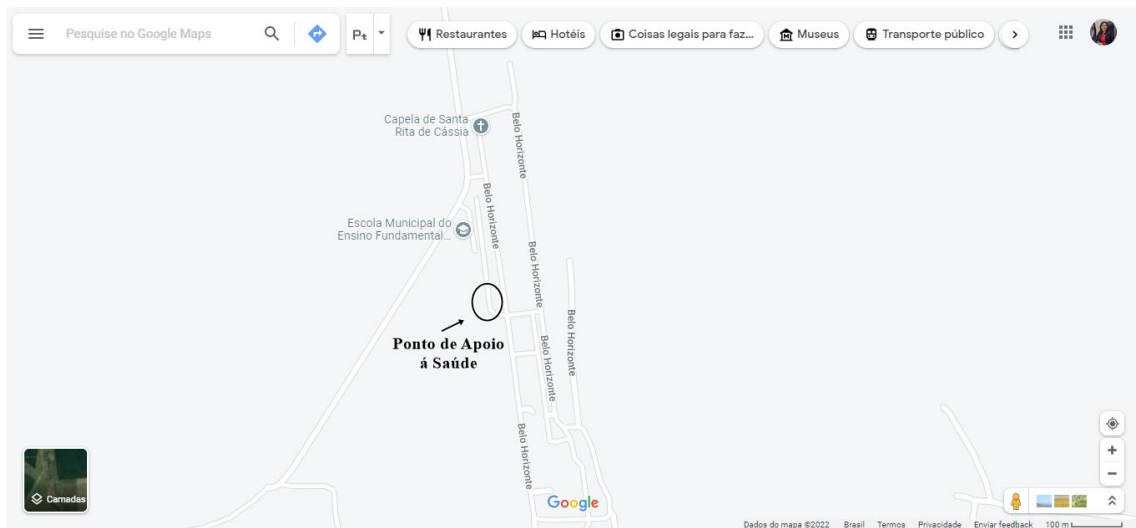 Pesquise no Google Maps
Restaurantes
Hotéis
Coisas legais para faz...
Museus
Transporte público
Capela de Santa
Rita de Cássia
Belo Horizonte
Belo Horizonte
Escola Municipal do
Ensino Fundamental...
Belo Horizonte
Belo Horizonte
Ponto de Apoio
á Saúde
Belo Horizonte
Belo Horizonte
Camadas
Google
Dados do mapa ©2022 Brasil Termos Privacidade Enviar feedback 100 m